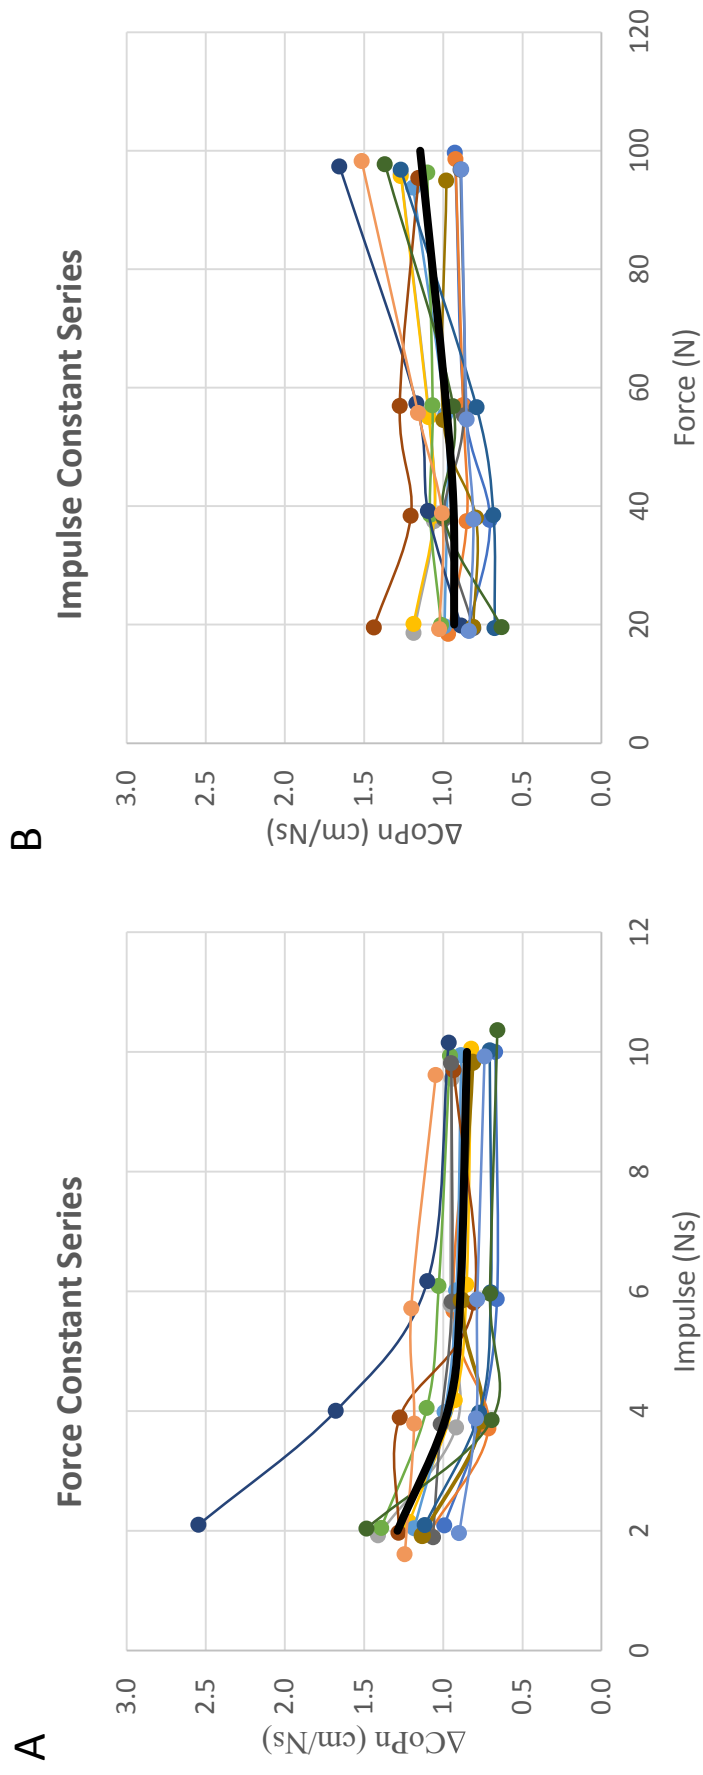 A
Force Constant Series
3.0
2.5
2.0
1.5
1.0
0.5
0.0
ΔCoPn (cm/Ns)
0 2 4 6 8 10 12
Impulse (Ns)
B
Impulse Constant Series
3.0
2.5
2.0
1.5
1.0
0.5
0.0
ΔCoPn (cm/Ns)
0 20 40 60 80 100 120
Force (N)